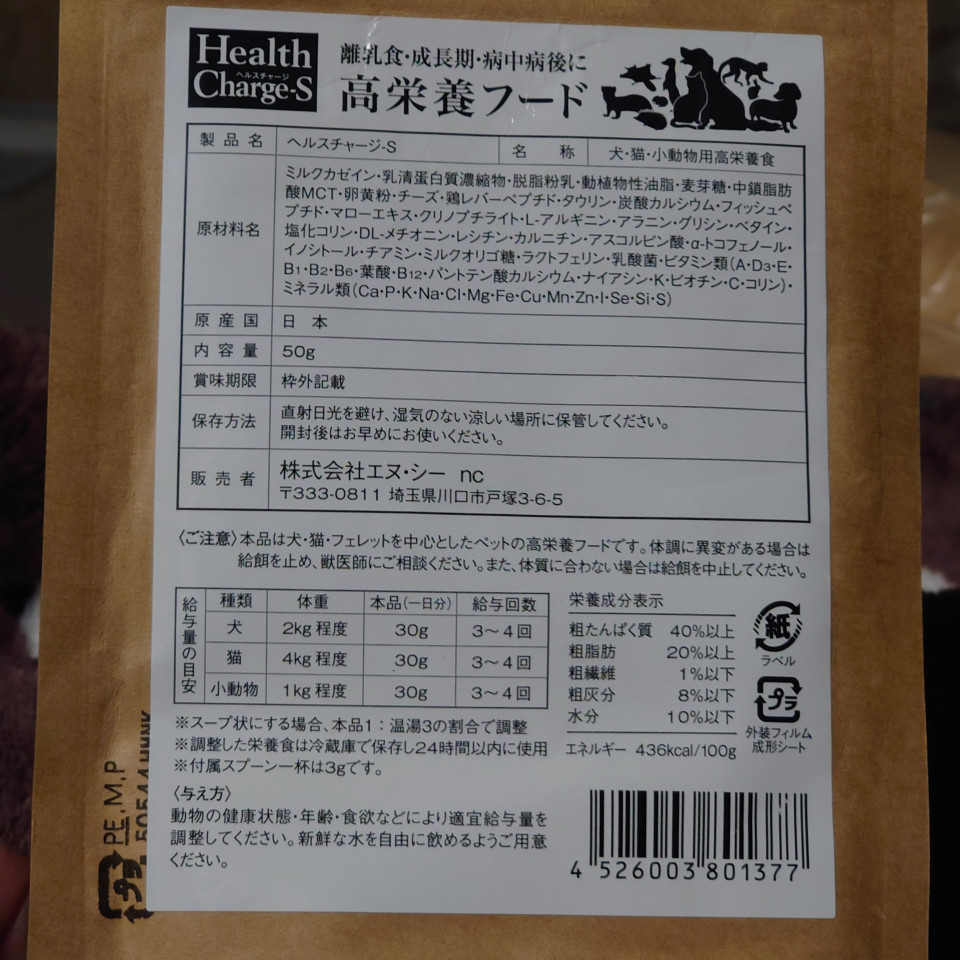 Health
ヘルスチャージ
Charge-S
離乳食・成長期・病中病後に
高栄養フード
製品名 ヘルスチャージ-S 名称 犬・猫・小動物用高栄養食
原材料名 ミルクカゼイン・乳清蛋白質濃縮物・脱脂粉乳・動植物性油脂・麦芽糖・中鎖脂肪
酸MCT・卵黄粉・チーズ・鶏レバーペプチド・タウリン・炭酸カルシウム・フィッシュペ
プチド・マローエキス・クリノプチライト・L-アルギニン・アラニン・グリシン・ベタイン・
塩化コリン・DL-メチオニン・レシチン・カルニチン・アスコルビン酸・α-トコフェノール・
イノシトール・チアミン・ミルクオリゴ糖・ラクトフェリン・乳酸菌・ビタミン類(A・D3・E・
B1・B2・B6・葉酸・B12・パントテン酸カルシウム・ナイアシン・K・ビオチン・C・コリン)・
ミネラル類(Ca・P・K・Na・Cl・Mg・Fe・Cu・Mn・Zn・I・Se・Si・S)
原産国 日本
内容量 50g
賞味期限 枠外記載
保存方法 直射日光を避け、湿気のない涼しい場所に保管してください。
開封後はお早めにお使いください。
販売者 株式会社エヌ・シー nc
〒333-0811 埼玉県川口市戸塚3-6-5
〈ご注意〉本品は犬・猫・フェレットを中心としたペットの高栄養フードです。体調に異変がある場合は
給餌を止め、獣医師にご相談ください。また、体質に合わない場合は給餌を中止してください。
給与量の目安
種類 体重 本品(一日分) 給与回数
犬 2kg程度 30g 3〜4回
猫 4kg程度 30g 3〜4回
小動物 1kg程度 30g 3〜4回
※スープ状にする場合、本品1：温湯3の割合で調整
※調整した栄養食は冷蔵庫で保存し24時間以内に使用
※付属スプーン一杯は3gです。
〈与え方〉
動物の健康状態・年齢・食欲などにより適宜給与量を
調整してください。新鮮な水を自由に飲めるようご用意
ください。
栄養成分表示
粗たんぱく質 40%以上
粗脂肪 20%以上
粗繊維 1%以下
粗灰分 8%以下
水分 10%以下
エネルギー 436kcal/100g
紙
ラベル
プラ
外装フィルム
成形シート
4 526003 801377
プラ
PE,M,P